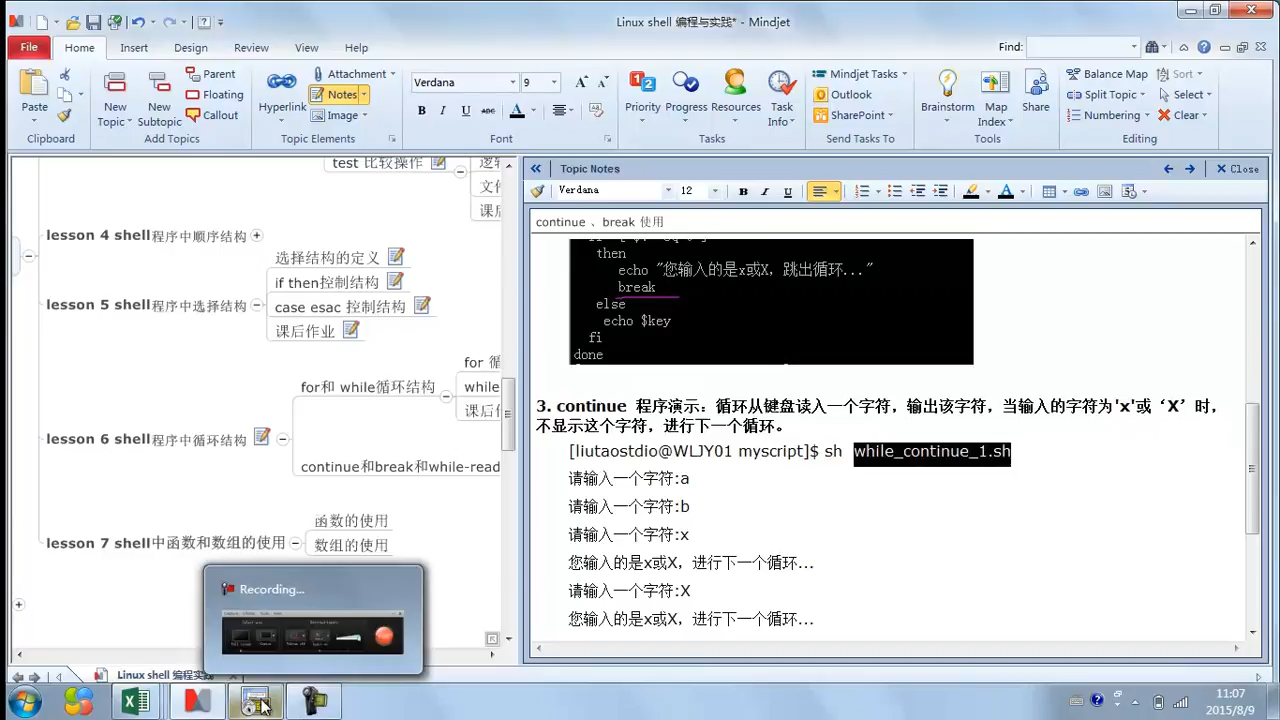 Linux shell 编程与实践* - Mindjet
File
Home
Insert
Design
Review
View
Help
Find:
Paste
New Topic
New Subtopic
Parent
Floating
Callout
Hyperlink
Attachment
Notes
Image
Verdana
9
B I U abc A
Priority
Progress
Resources
Task Info
Mindjet Tasks
Outlook
SharePoint
Brainstorm
Map Index
Share
Balance Map
Split Topic
Numbering
Sort
Select
Clear
Clipboard
Add Topics
Topic Elements
Font
Tasks
Send Tasks To
Tools
Editing
test 比较操作
文件
课后
lesson 4 shell程序中顺序结构
选择结构的定义
if then控制结构
lesson 5 shell程序中选择结构
case esac 控制结构
课后作业
for 循
for和 while循环结构
while
课后作
lesson 6 shell程序中循环结构
continue和break和while-read
函数的使用
lesson 7 shell中函数和数组的使用
数组的使用
Topic Notes
Close
Verdana
12
B I U
continue 、break 使用
then
echo "您输入的是x或X，跳出循环..."
break
else
echo $key
fi
done
3. continue 程序演示：循环从键盘读入一个字符，输出该字符，当输入的字符为'x'或‘X’时，
不显示这个字符，进行下一个循环。
[liutaostdio@WLJY01 myscript]$ sh while_continue_1.sh
请输入一个字符:a
请输入一个字符:b
请输入一个字符:x
您输入的是x或X，进行下一个循环...
请输入一个字符:X
您输入的是x或X，进行下一个循环...
Recording...
Linux shell 编程实践
11:07
2015/8/9